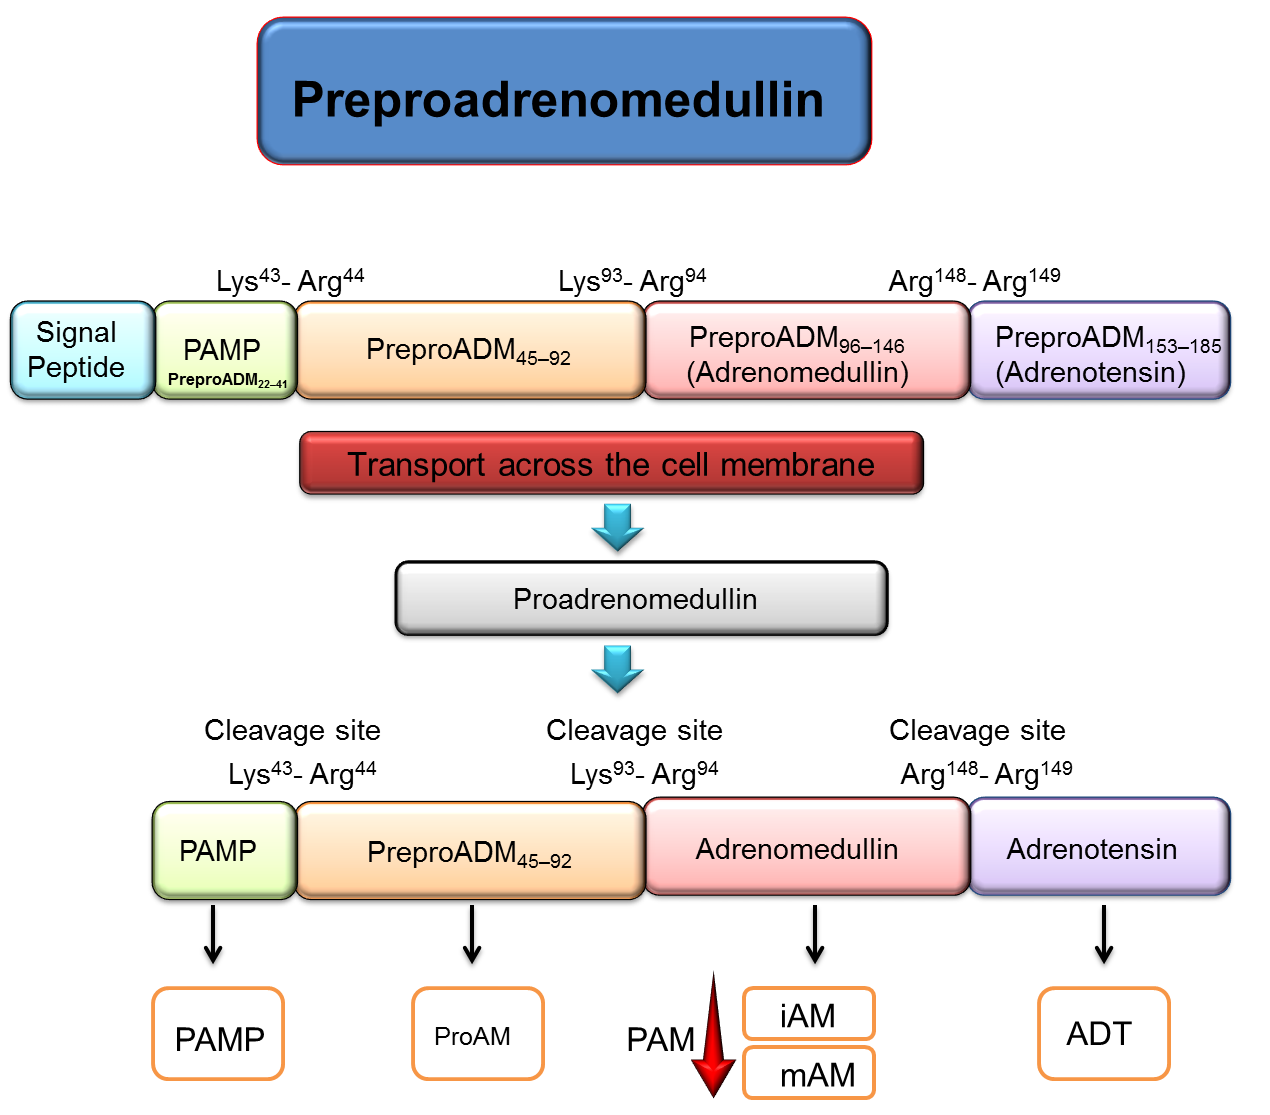 Preproadrenomedullin
Lys⁴³- Arg⁴⁴ Lys⁹³- Arg⁹⁴ Arg¹⁴⁸- Arg¹⁴⁹
Signal
Peptide
PAMP
PreproADM₂₂₋₄₁
PreproADM₄₅₋₉₂
PreproADM₉₆₋₁₄₆
(Adrenomedullin)
PreproADM₁₅₃₋₁₈₅
(Adrenotensin)
Transport across the cell membrane
Proadrenomedullin
Cleavage site Cleavage site Cleavage site
Lys⁴³- Arg⁴⁴ Lys⁹³- Arg⁹⁴ Arg¹⁴⁸- Arg¹⁴⁹
PAMP PreproADM₄₅₋₉₂ Adrenomedullin Adrenotensin
PAMP
ProAM
PAM
iAM
mAM
ADT